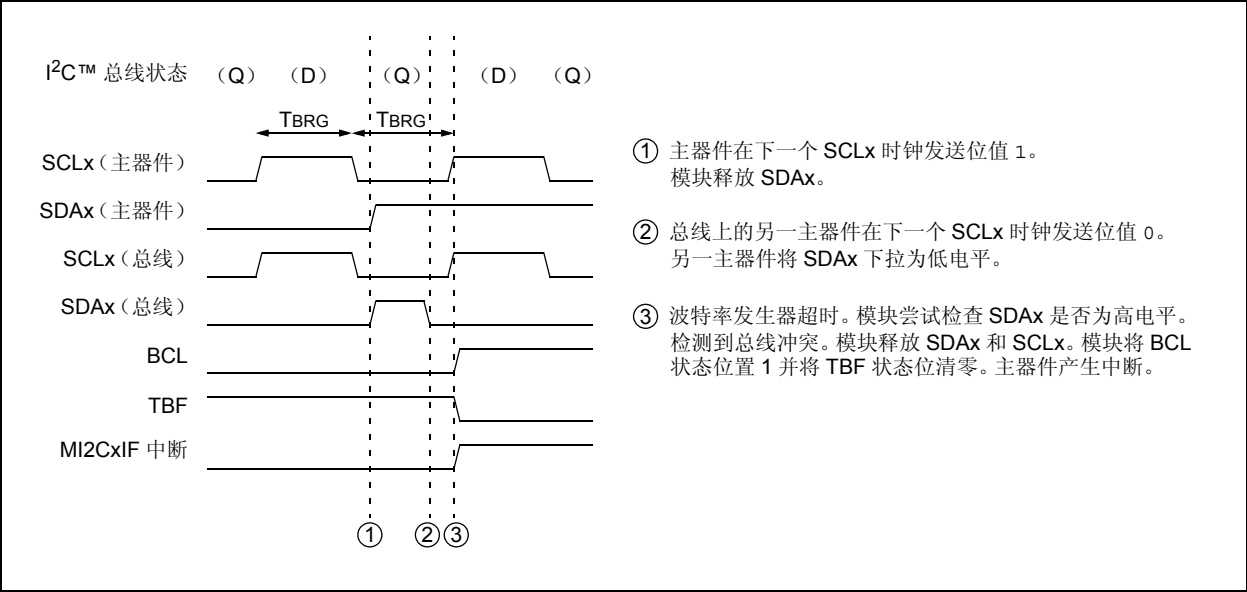 I²C™ 总线状态 （Q） （D） （Q） （D） （Q）
TBRG TBRG
SCLx（主器件）
SDAx（主器件）
SCLx（总线）
SDAx（总线）
BCL
TBF
MI2CxIF 中断
① ② ③
① 主器件在下一个 SCLx 时钟发送位值 1。
模块释放 SDAx。
② 总线上的另一主器件在下一个 SCLx 时钟发送位值 0。
另一主器件将 SDAx 下拉为低电平。
③ 波特率发生器超时。模块尝试检查 SDAx 是否为高电平。
检测到总线冲突。模块释放 SDAx 和 SCLx。模块将 BCL
状态位置 1 并将 TBF 状态位清零。主器件产生中断。